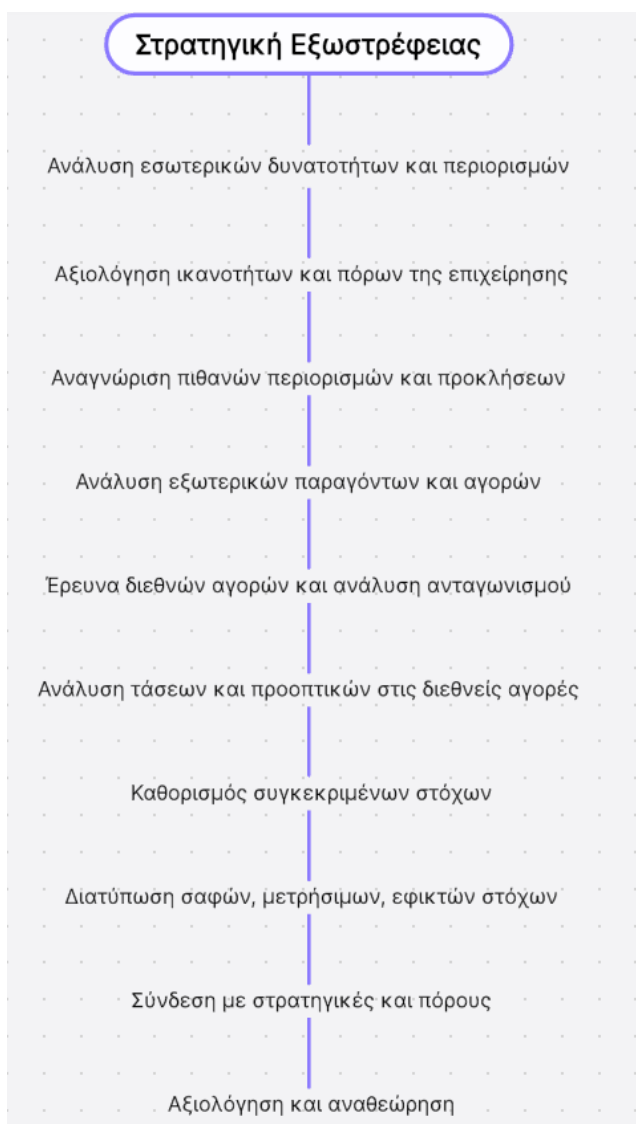 Στρατηγική Εξωστρέφειας
Ανάλυση εσωτερικών δυνατοτήτων και περιορισμών
Αξιολόγηση ικανοτήτων και πόρων της επιχείρησης
Αναγνώριση πιθανών περιορισμών και προκλήσεων
Ανάλυση εξωτερικών παραγόντων και αγορών
Έρευνα διεθνών αγορών και ανάλυση ανταγωνισμού
Ανάλυση τάσεων και προοπτικών στις διεθνείς αγορές
Καθορισμός συγκεκριμένων στόχων
Διατύπωση σαφών, μετρήσιμων, εφικτών στόχων
Σύνδεση με στρατηγικές και πόρους
Αξιολόγηση και αναθεώρηση